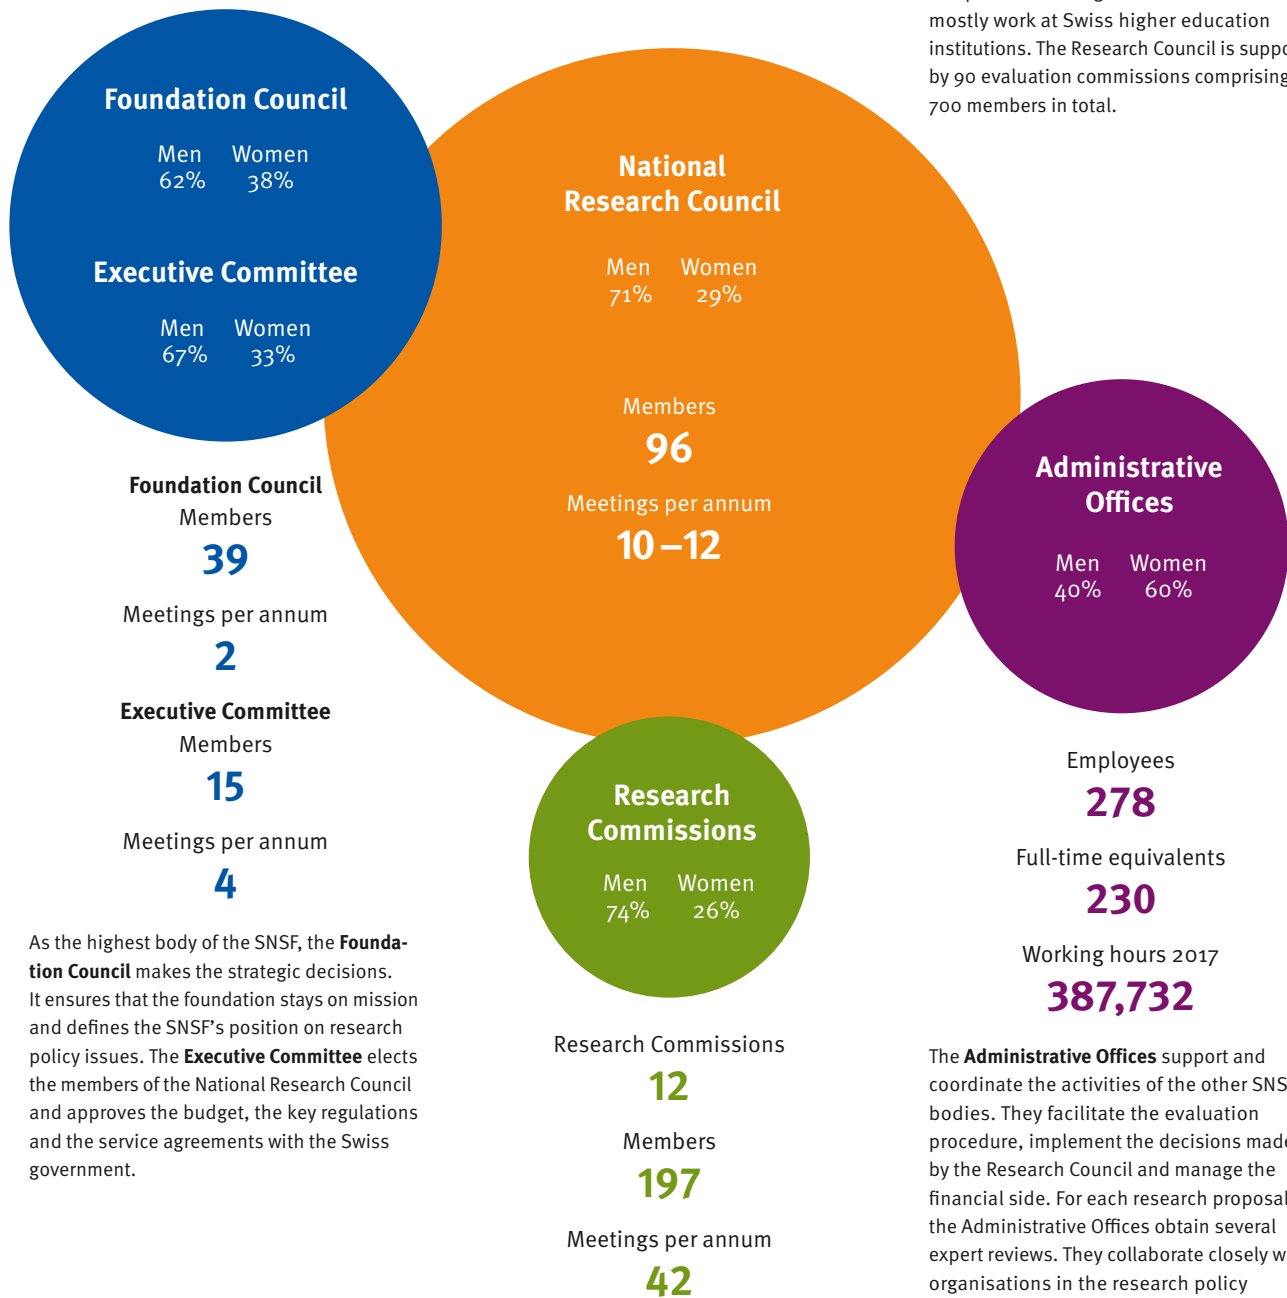 mostly work at Swiss higher education
institutions. The Research Council is
by 90 evaluation commissions comprising
700 members in total.
Foundation Council
Men Women
62% 38%
Executive Committee
Men Women
67% 33%
National
Research Council
Men Women
71% 29%
Members
96
Meetings per annum
10–12
Administrative
Offices
Men Women
40% 60%
Foundation Council
Members
39
Meetings per annum
2
Executive Committee
Members
15
Meetings per annum
4
As the highest body of the SNSF, the Founda-
tion Council makes the strategic decisions.
It ensures that the foundation stays on mission
and defines the SNSF’s position on research
policy issues. The Executive Committee elects
the members of the National Research Council
and approves the budget, the key regulations
and the service agreements with the Swiss
government.
Research
Commissions
Men Women
74% 26%
Research Commissions
12
Members
197
Meetings per annum
42
Employees
278
Full-time equivalents
230
Working hours 2017
387,732
The Administrative Offices support and
coordinate the activities of the other
bodies. They facilitate the evaluation
procedure, implement the decisions
by the Research Council and manage the
financial side. For each research proposal
the Administrative Offices obtain several
expert reviews. They collaborate closely
organisations in the research policy